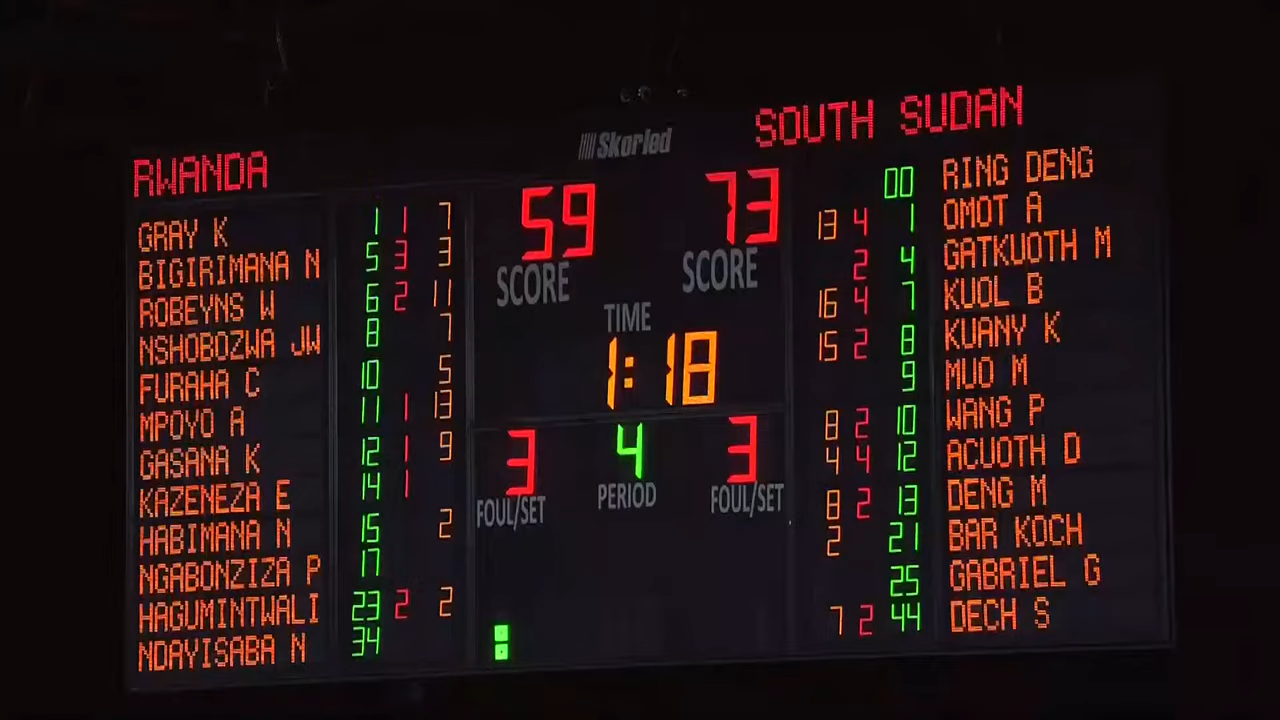 Skorled
RWANDA
SOUTH SUDAN
59 73
SCORE SCORE
TIME
1:18
3 4 3
FOUL/SET PERIOD FOUL/SET
GRAY K 1 1 7
BIGIRIMANA N 5 3 3
ROBEYNS W 6 2 11
NSHOBOZWA JW 8 7
FURAHA C 10 5
MPOYO A 11 1 13
GASANA K 12 1 9
KAZENEZA E 14 1
HABIMANA N 15 2
NGABONZIZA P 17
HAGUMINTWALI 23 2 2
NDAYISABA N 34
00 RING DENG
13 4 1 OMOT A
2 4 GATKUOTH M
16 4 7 KUOL B
15 2 8 KUANY K
9 MUO M
8 2 10 WANG P
4 4 12 ACUOTH D
8 2 13 DENG M
2 21 BAR KOCH
25 GABRIEL G
7 2 44 DECH S